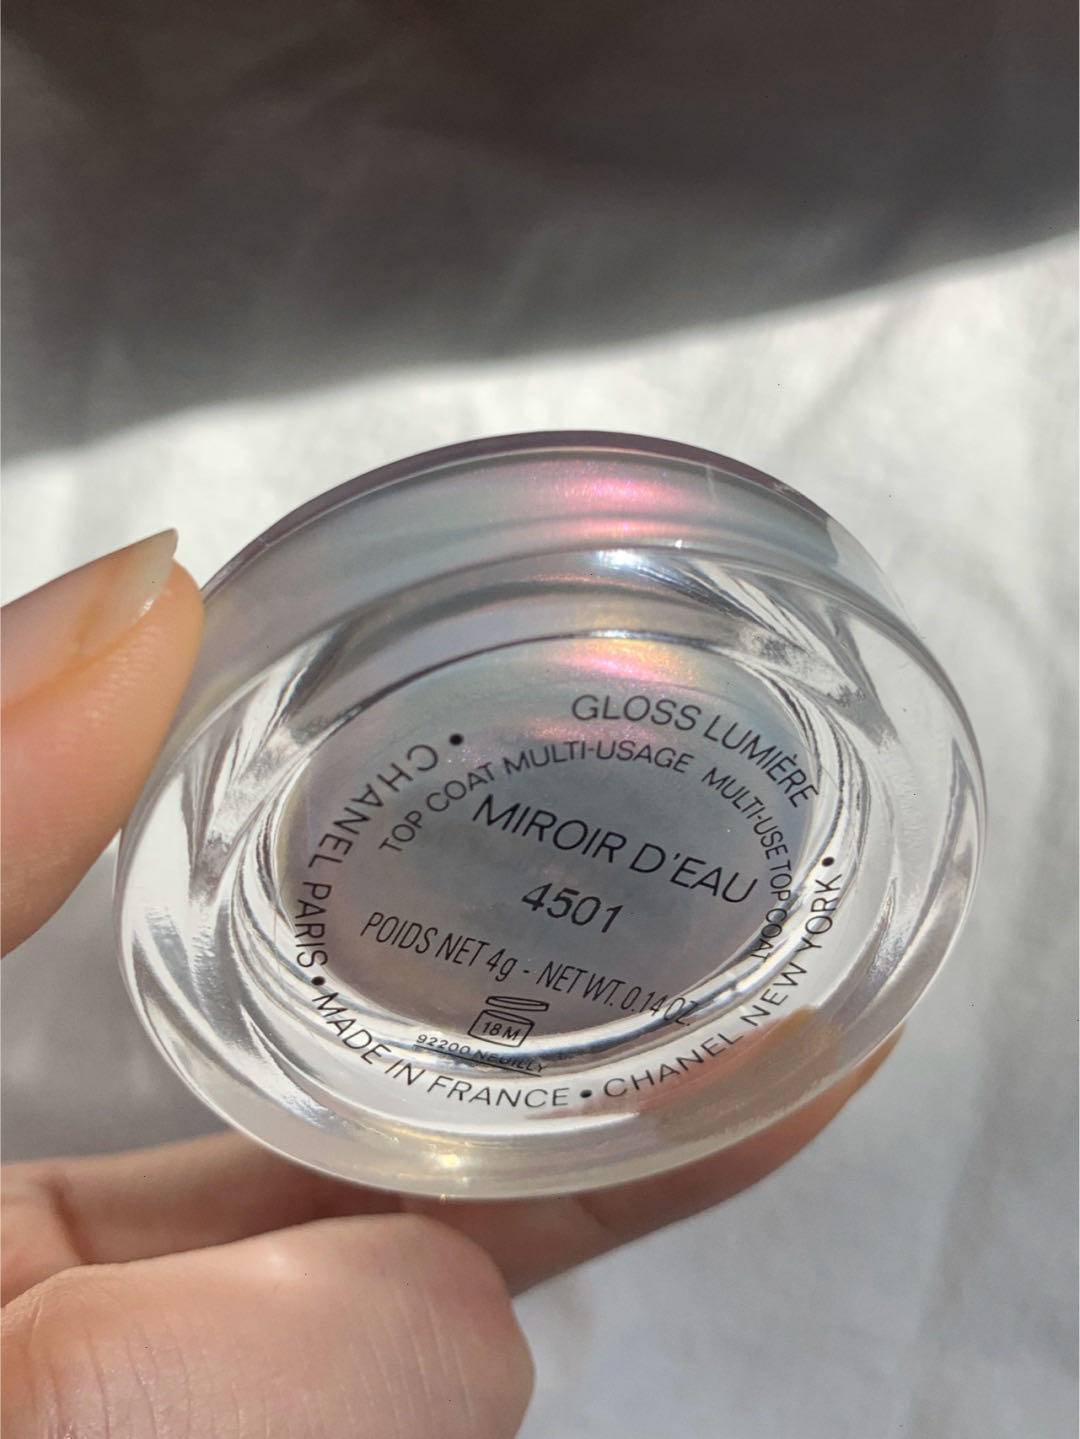 GLOSS LUMIÈRE
TOP COAT MULTI-USAGE MULTI-USE TOP COAT
MIROIR D'EAU
4501
POIDS NET 4g - NET WT. 0.14 OZ.
18 M
92200 NEUILLY
• CHANEL PARIS • MADE IN FRANCE • CHANEL NEW YORK •